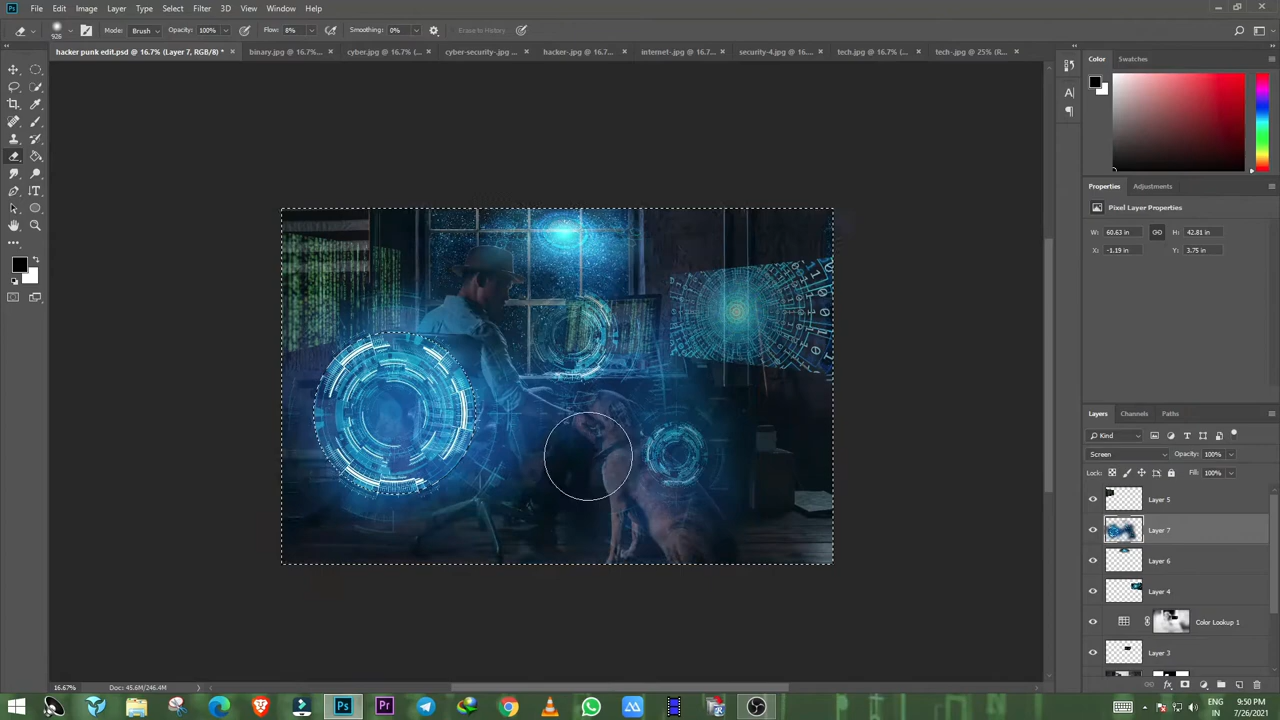 Ps File Edit Image Layer Type Select Filter 3D View Window Help
926 Mode: Brush Opacity: 100% Flow: 8% Smoothing: 0% Erase to History
hacker punk edit.psd @ 16.7% (Layer 7, RGB/8) * × binary.jpg @ 16.7%... × cyber.jpg @ 16.7% (... × cyber-security-.jpg ... × hacker-.jpg @ 16.7... × internet-.jpg @ 16.7... × security-4.jpg @ 16.... × tech.jpg @ 16.7% (... × tech-.jpg @ 25% (R... ×
Color Swatches
Properties Adjustments
Pixel Layer Properties
W: 60.63 in H: 42.81 in
X: -1.19 in Y: 3.75 in
Layers Channels Paths
Kind
Screen Opacity: 100%
Lock: Fill: 100%
Layer 5
Layer 7
Layer 6
Layer 4
Color Lookup 1
Layer 3
16.67% Doc: 45.6M/246.4M
Ps Pr ENG 9:50 PM
IN 7/26/2021